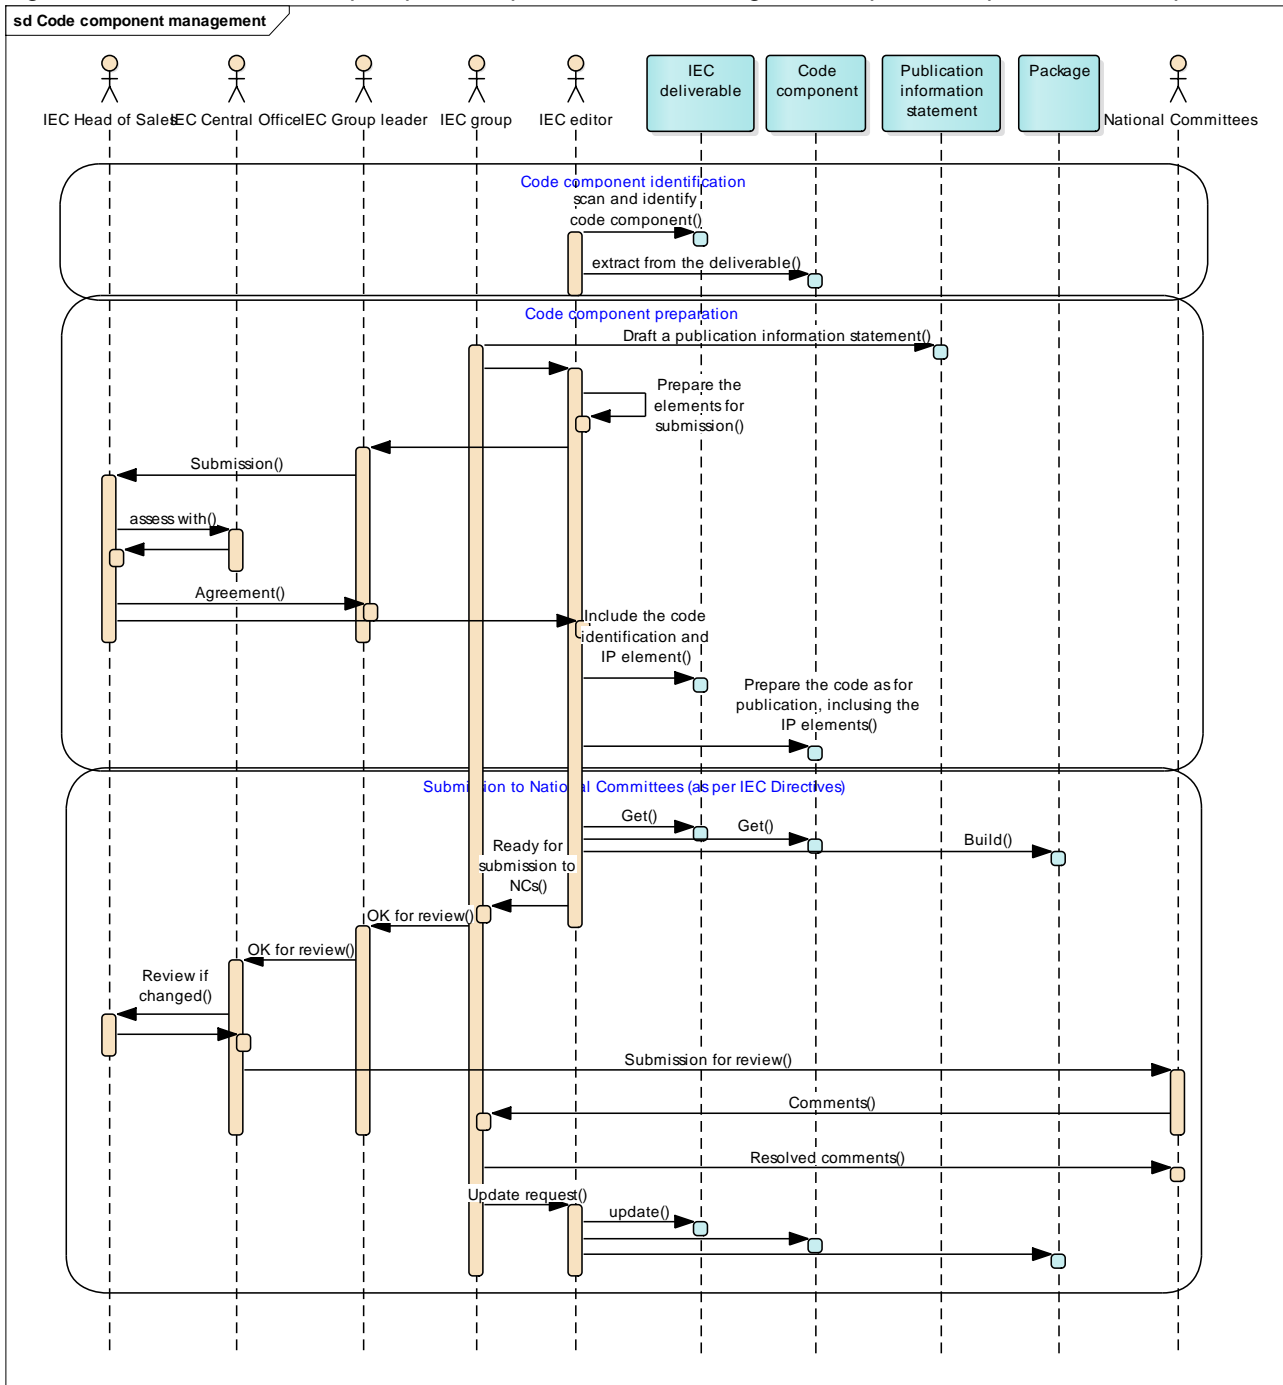 sd Code component management
IEC Head of Sales
IEC Central Office
IEC Group leader
IEC group
IEC editor
IEC
deliverable
Code
component
Publication
information
statement
Package
National Committees
Code component identification
scan and identify
code component()
extract from the deliverable()
Code component preparation
Draft a publication information statement()
Prepare the
elements for
submission()
Submission()
assess with()
Agreement()
Include the code
identification and
IP element()
Prepare the code as for
publication, inclusing the
IP elements()
Submission to National Committees (as per IEC Directives)
Get()
Get()
Build()
Ready for
submission to
NCs()
OK for review()
OK for review()
Review if
changed()
Submission for review()
Comments()
Resolved comments()
Update request()
update()